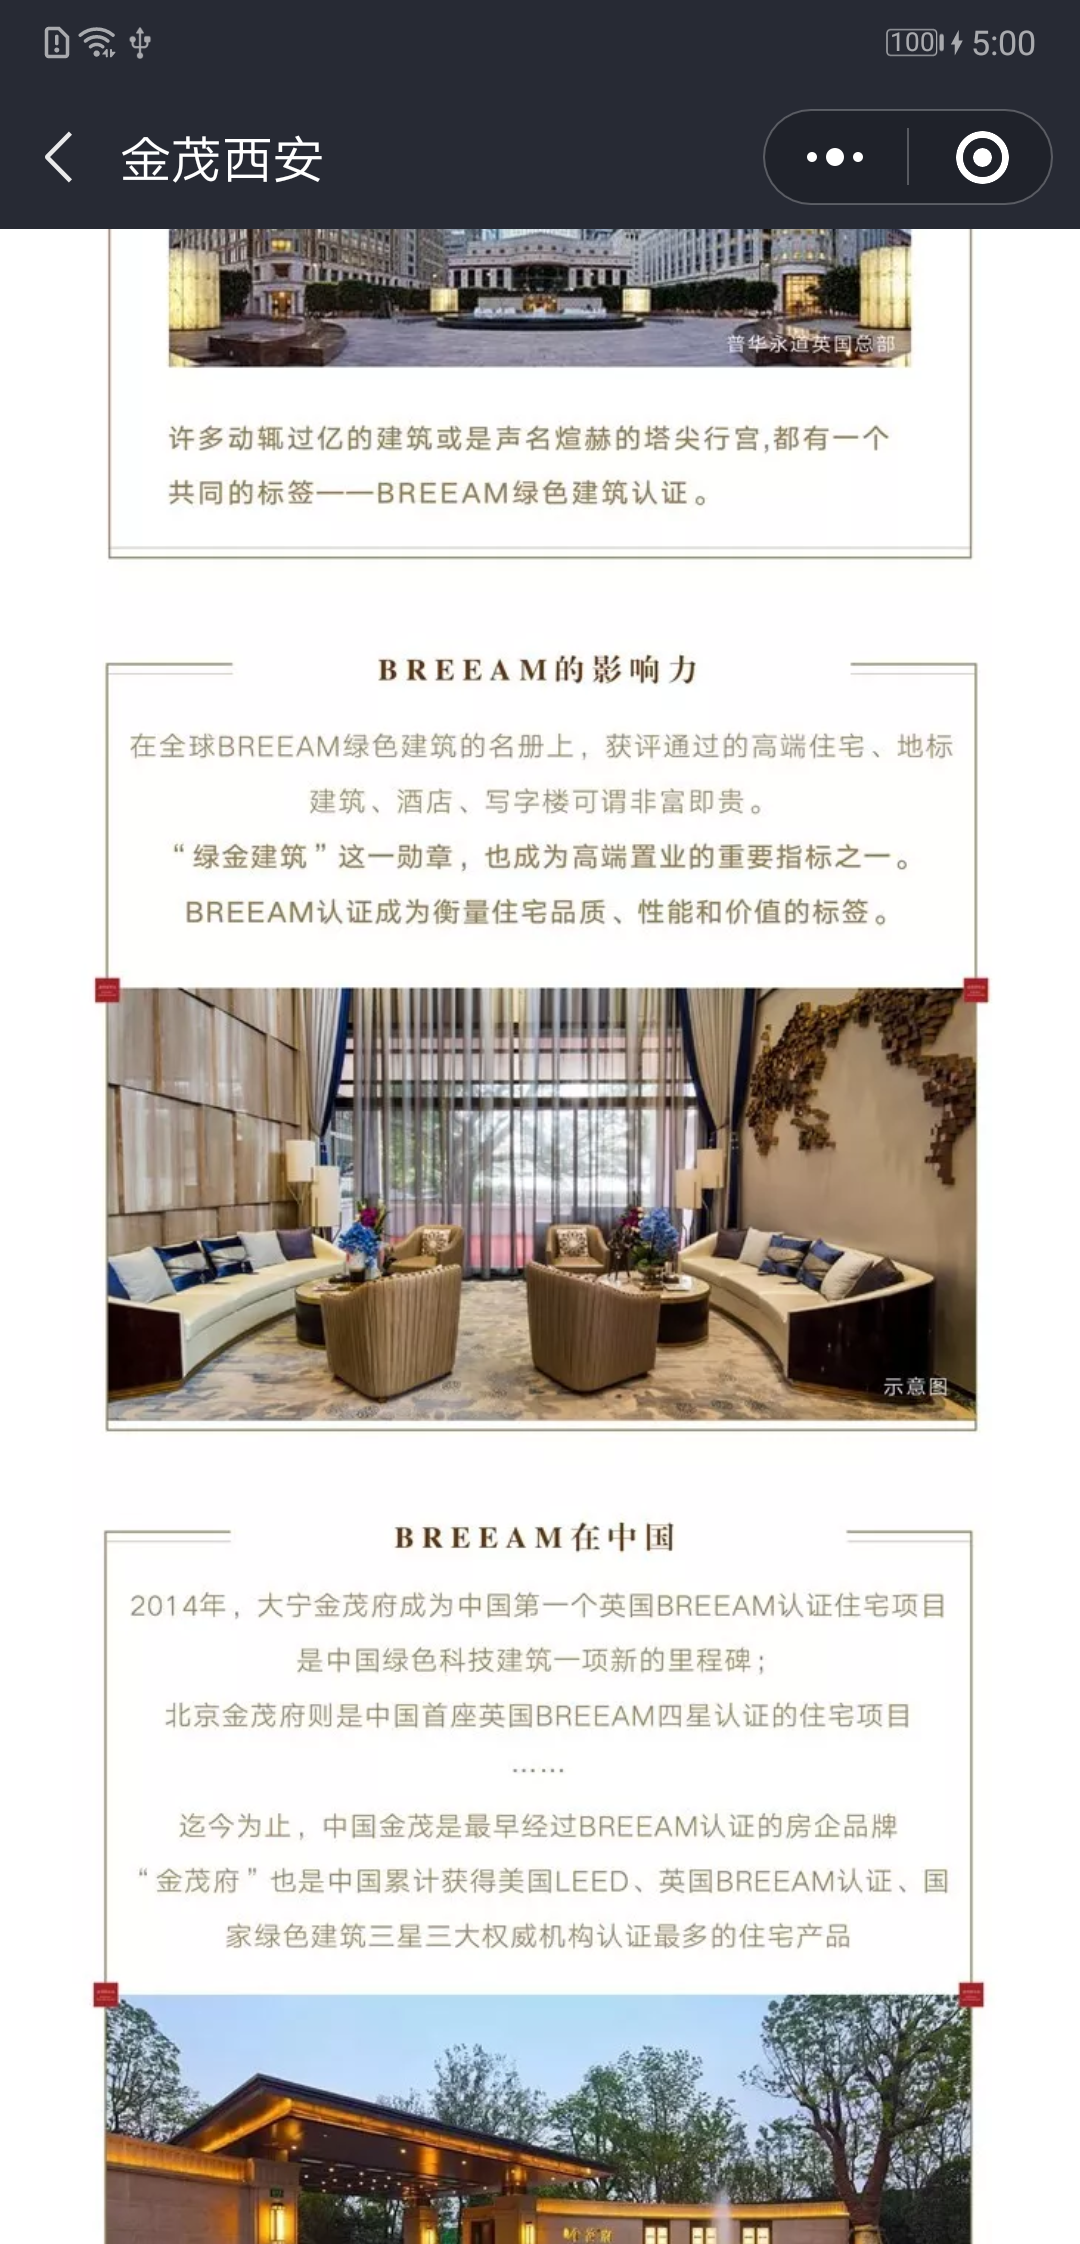 100 5:00
金茂西安
普华永道英国总部
许多动辄过亿的建筑或是声名煊赫的塔尖行宫,都有一个
共同的标签——BREEAM绿色建筑认证。
BREEAM的影响力
在全球BREEAM绿色建筑的名册上，获评通过的高端住宅、地标
建筑、酒店、写字楼可谓非富即贵。
“绿金建筑”这一勋章，也成为高端置业的重要指标之一。
BREEAM认证成为衡量住宅品质、性能和价值的标签。
示意图
BREEAM在中国
2014年，大宁金茂府成为中国第一个英国BREEAM认证住宅项目
是中国绿色科技建筑一项新的里程碑；
北京金茂府则是中国首座英国BREEAM四星认证的住宅项目
……
迄今为止，中国金茂是最早经过BREEAM认证的房企品牌
“金茂府”也是中国累计获得美国LEED、英国BREEAM认证、国
家绿色建筑三星三大权威机构认证最多的住宅产品